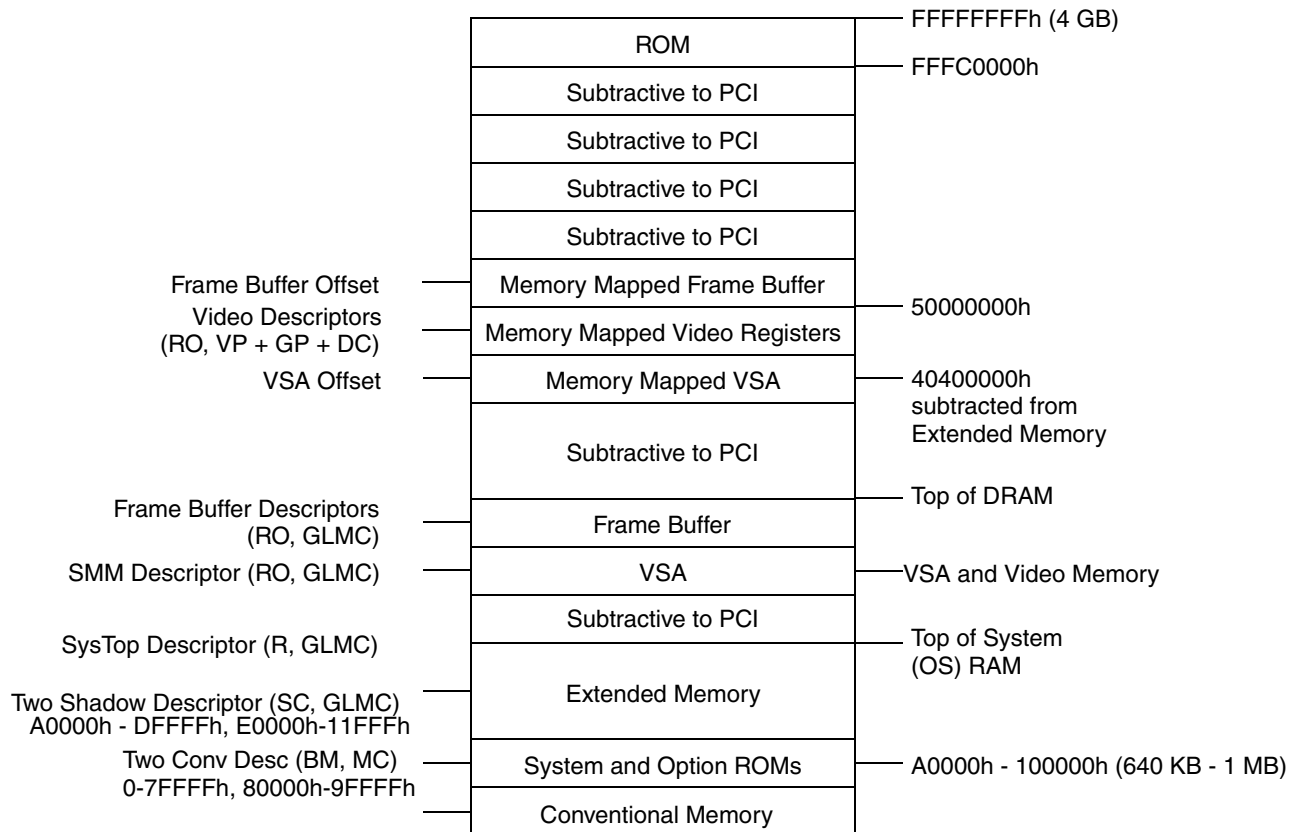 FFFFFFFFh (4 GB)
ROM
FFFC0000h
Subtractive to PCI
Subtractive to PCI
Subtractive to PCI
Subtractive to PCI
Frame Buffer Offset
Memory Mapped Frame Buffer
50000000h
Video Descriptors
(RO, VP + GP + DC)
Memory Mapped Video Registers
VSA Offset
Memory Mapped VSA
40400000h
subtracted from
Extended Memory
Subtractive to PCI
Top of DRAM
Frame Buffer Descriptors
(RO, GLMC)
Frame Buffer
SMM Descriptor (RO, GLMC)
VSA
VSA and Video Memory
Subtractive to PCI
SysTop Descriptor (R, GLMC)
Top of System
(OS) RAM
Two Shadow Descriptor (SC, GLMC)
A0000h - DFFFFh, E0000h-11FFFh
Extended Memory
Two Conv Desc (BM, MC)
0-7FFFFh, 80000h-9FFFFh
System and Option ROMs
A0000h - 100000h (640 KB - 1 MB)
Conventional Memory